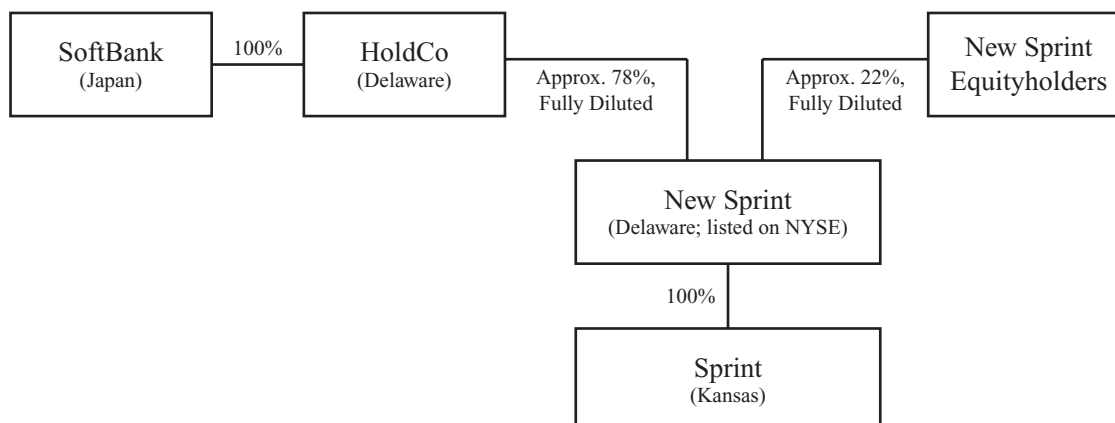 SoftBank
(Japan)
100%
HoldCo
(Delaware)
Approx. 78%,
Fully Diluted
Approx. 22%,
Fully Diluted
New Sprint
Equityholders
New Sprint
(Delaware; listed on NYSE)
100%
Sprint
(Kansas)